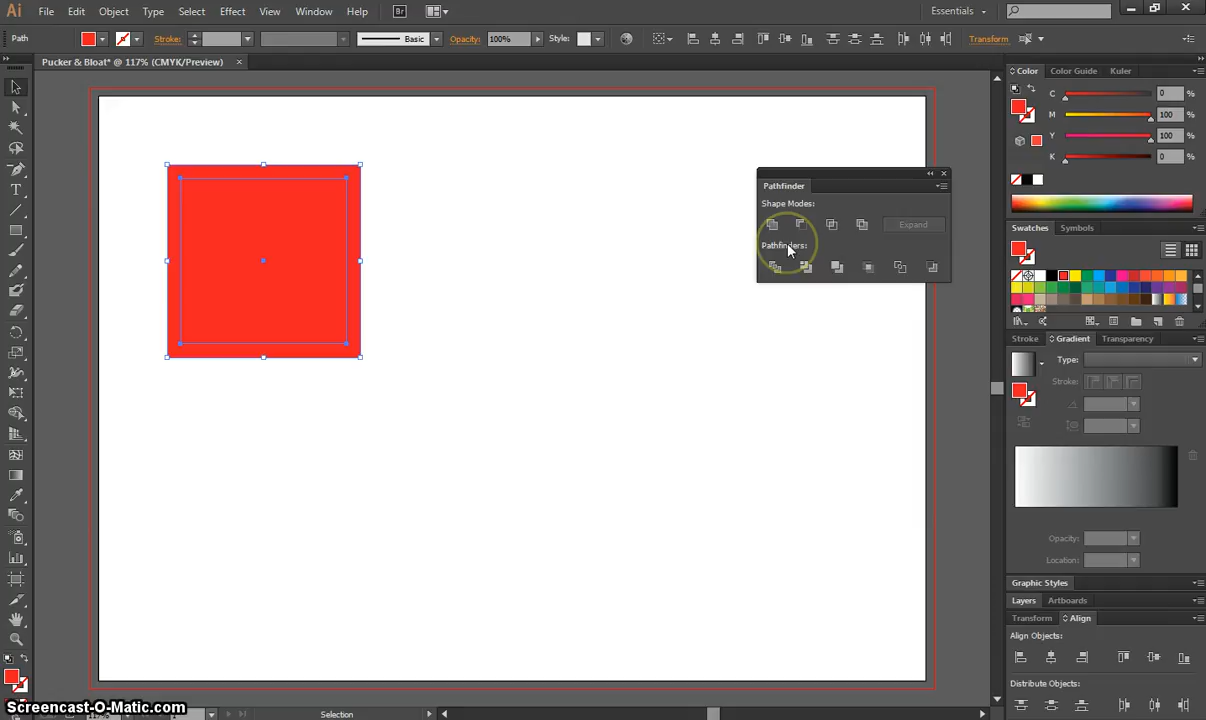 Ai File Edit Object Type Select Effect View Window Help Br Essentials
Path Stroke: Basic Opacity: 100% Style: Transform
Pucker & Bloat* @ 117% (CMYK/Preview) ×
Color Color Guide Kuler
C 0 %
M 100 %
Y 100 %
K 0 %
Pathfinder
Shape Modes:
Expand
Pathfinders:
Swatches Symbols
Stroke Gradient Transparency
Type:
Stroke:
Opacity:
Location:
Graphic Styles
Layers Artboards
Transform Align
Align Objects:
Distribute Objects:
Selection
Screencast-O-Matic.com